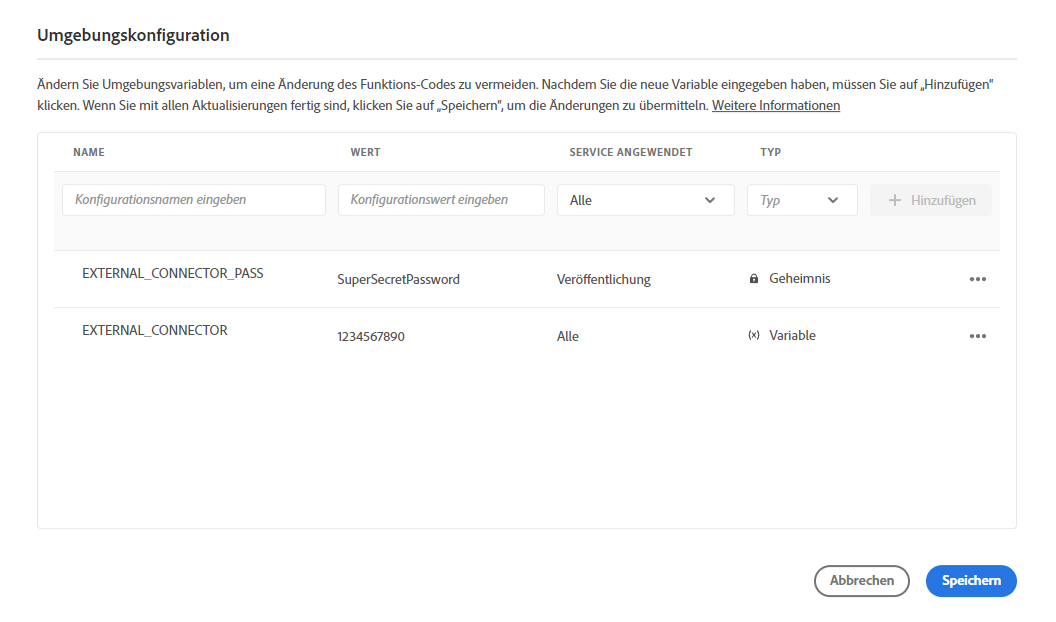 Umgebungskonfiguration
Ändern Sie Umgebungsvariablen, um eine Änderung des Funktions-Codes zu vermeiden. Nachdem Sie die neue Variable eingegeben haben, müssen Sie auf „Hinzufügen“
klicken. Wenn Sie mit allen Aktualisierungen fertig sind, klicken Sie auf „Speichern“, um die Änderungen zu übermitteln. Weitere Informationen
NAME WERT SERVICE ANGEWENDET TYP
Konfigurationsnamen eingeben Konfigurationswert eingeben Alle Typ + Hinzufügen
EXTERNAL_CONNECTOR_PASS SuperSecretPassword Veröffentlichung Geheimnis
EXTERNAL_CONNECTOR 1234567890 Alle (x) Variable
Abbrechen Speichern